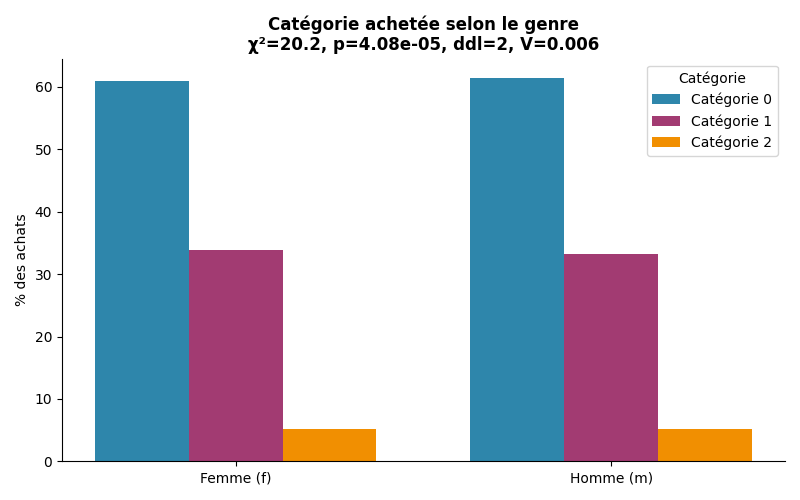 Catégorie achetée selon le genre
χ²=20.2, p=4.08e-05, ddl=2, V=0.006
Catégorie
Catégorie 0
Catégorie 1
Catégorie 2
% des achats
60
50
40
30
20
10
0
Femme (f)
Homme (m)